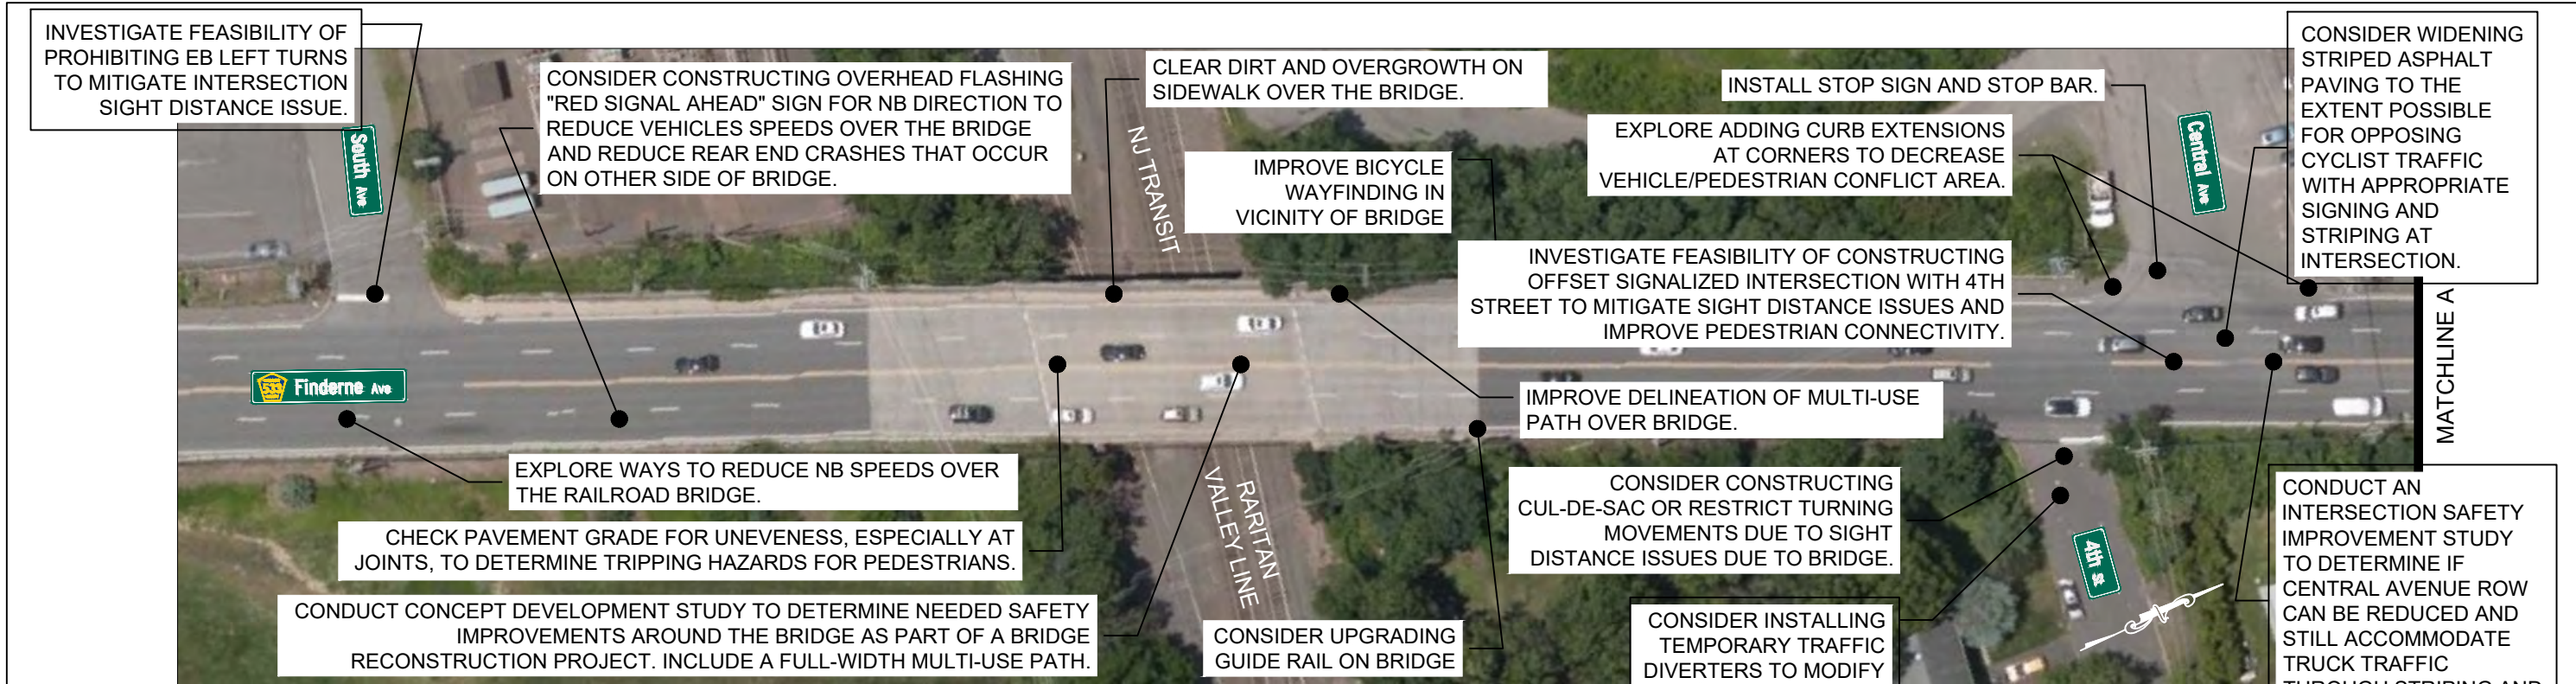 INVESTIGATE FEASIBILITY OF
PROHIBITING EB LEFT TURNS
TO MITIGATE INTERSECTION
SIGHT DISTANCE ISSUE.
CONSIDER CONSTRUCTING OVERHEAD FLASHING
"RED SIGNAL AHEAD" SIGN FOR NB DIRECTION TO
REDUCE VEHICLES SPEEDS OVER THE BRIDGE
AND REDUCE REAR END CRASHES THAT OCCUR
ON OTHER SIDE OF BRIDGE.
CLEAR DIRT AND OVERGROWTH ON
SIDEWALK OVER THE BRIDGE.
IMPROVE BICYCLE
WAYFINDING IN
VICINITY OF BRIDGE
INSTALL STOP SIGN AND STOP BAR.
EXPLORE ADDING CURB EXTENSIONS
AT CORNERS TO DECREASE
VEHICLE/PEDESTRIAN CONFLICT AREA.
CONSIDER WIDENING
STRIPED ASPHALT
PAVING TO THE
EXTENT POSSIBLE
FOR OPPOSING
CYCLIST TRAFFIC
WITH APPROPRIATE
SIGNING AND
STRIPING AT
INTERSECTION.
INVESTIGATE FEASIBILITY OF CONSTRUCTING
OFFSET SIGNALIZED INTERSECTION WITH 4TH
STREET TO MITIGATE SIGHT DISTANCE ISSUES AND
IMPROVE PEDESTRIAN CONNECTIVITY.
South Ave
NJ TRANSIT
Central Ave
MATCHLINE A
533 Finderne Ave
IMPROVE DELINEATION OF MULTI-USE
PATH OVER BRIDGE.
EXPLORE WAYS TO REDUCE NB SPEEDS OVER
THE RAILROAD BRIDGE.
CHECK PAVEMENT GRADE FOR UNEVENESS, ESPECIALLY AT
JOINTS, TO DETERMINE TRIPPING HAZARDS FOR PEDESTRIANS.
CONDUCT CONCEPT DEVELOPMENT STUDY TO DETERMINE NEEDED SAFETY
IMPROVEMENTS AROUND THE BRIDGE AS PART OF A BRIDGE
RECONSTRUCTION PROJECT. INCLUDE A FULL-WIDTH MULTI-USE PATH.
RARITAN
VALLEY LINE
CONSIDER UPGRADING
GUIDE RAIL ON BRIDGE
CONSIDER CONSTRUCTING
CUL-DE-SAC OR RESTRICT TURNING
MOVEMENTS DUE TO SIGHT
DISTANCE ISSUES DUE TO BRIDGE.
CONSIDER INSTALLING
TEMPORARY TRAFFIC
DIVERTERS TO MODIFY
4th St
CONDUCT AN
INTERSECTION SAFETY
IMPROVEMENT STUDY
TO DETERMINE IF
CENTRAL AVENUE ROW
CAN BE REDUCED AND
STILL ACCOMMODATE
TRUCK TRAFFIC
THROUGH STRIPING AND